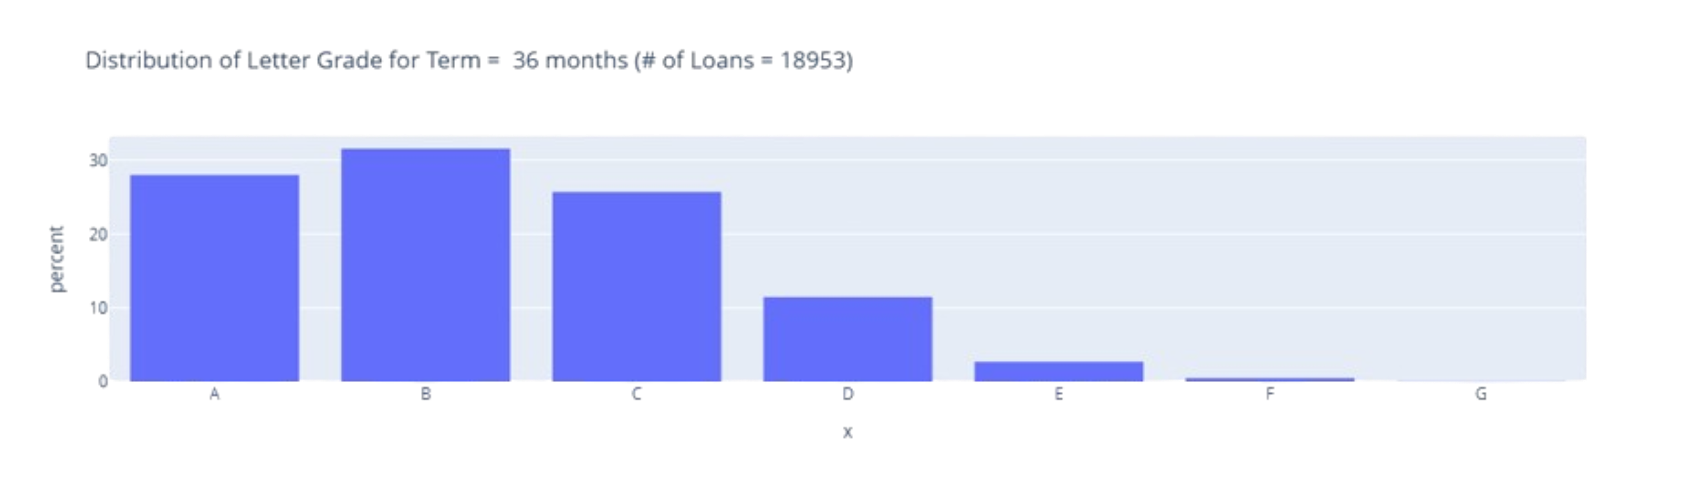 Distribution of Letter Grade for Term =  36 months (# of Loans = 18953)
30
20
10
0
percent
A B C D E F G
x